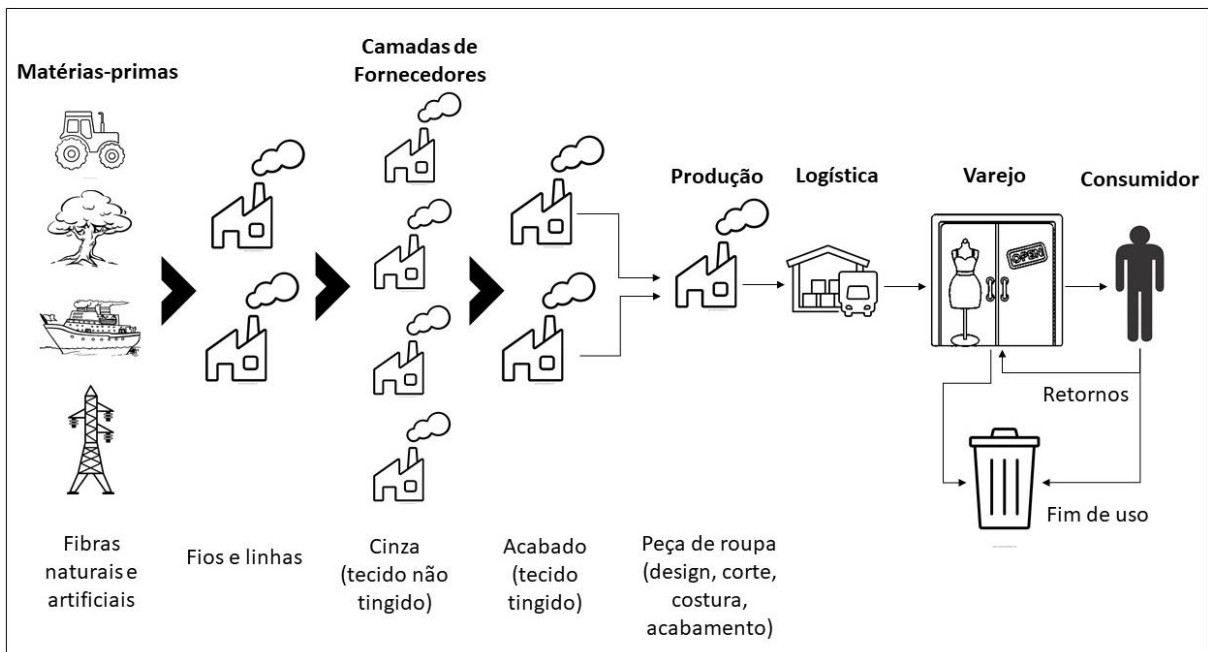 Matérias-primas
Camadas de
Fornecedores
Produção
Logística
Varejo
Consumidor
OPEN
Retornos
Fim de uso
Fibras
naturais e
artificiais
Fios e linhas
Cinza
(tecido não
tingido)
Acabado
(tecido
tingido)
Peça de roupa
(design, corte,
costura,
acabamento)